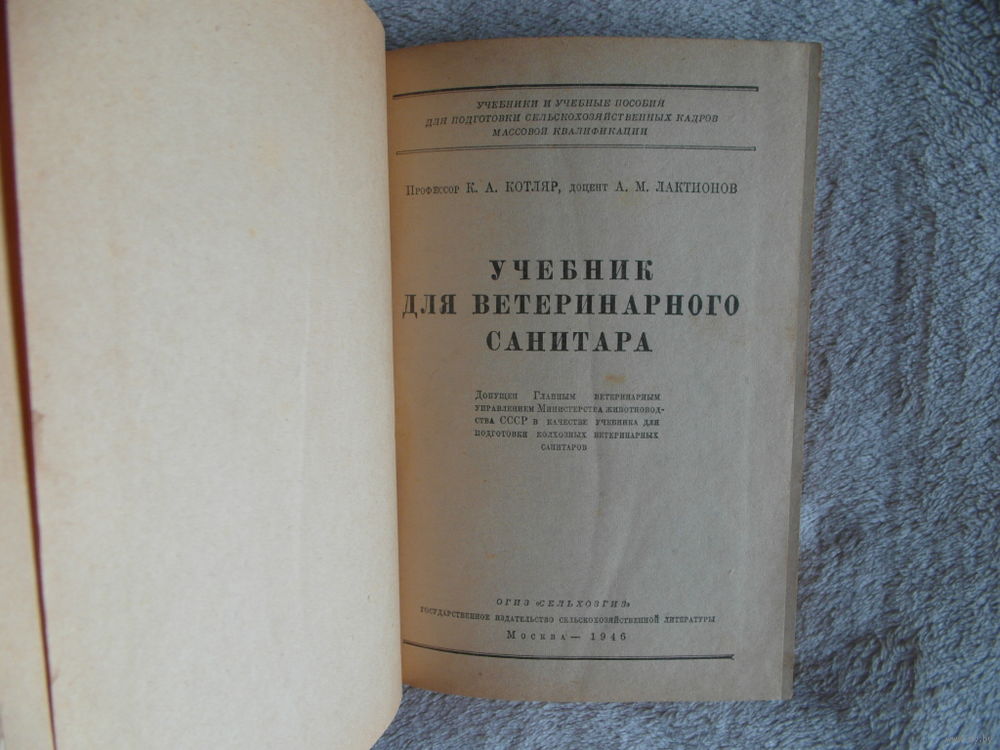 УЧЕБНИКИ И УЧЕБНЫЕ ПОСОБИЯ
ДЛЯ ПОДГОТОВКИ СЕЛЬСКОХОЗЯЙСТВЕННЫХ КАДРОВ
МАССОВОЙ КВАЛИФИКАЦИИ
Профессор К. А. КОТЛЯР, доцент А. М. ЛАКТИОНОВ
УЧЕБНИК
ДЛЯ ВЕТЕРИНАРНОГО
САНИТАРА
Допущен Главным ветеринарным
управлением Министерства животновод-
ства СССР в качестве учебника для
подготовки колхозных ветеринарных
санитаров
ОГИЗ «СЕЛЬХОЗГИЗ»
ГОСУДАРСТВЕННОЕ ИЗДАТЕЛЬСТВО СЕЛЬСКОХОЗЯЙСТВЕННОЙ ЛИТЕРАТУРЫ
Москва — 1946